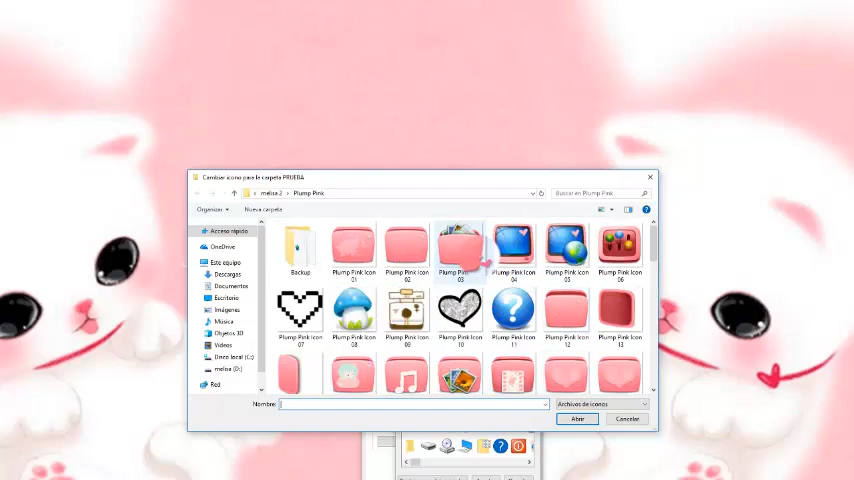 Cambiar icono para la carpeta PRUEBA
melisa 2 > Plump Pink
Buscar en Plump Pink
Organizar
Nueva carpeta
Acceso rápido
OneDrive
Este equipo
Descargas
Documentos
Escritorio
Imágenes
Música
Objetos 3D
Vídeos
Disco local (C:)
melisa (D:)
Red
Backup
Plump Pink Icon 01
Plump Pink Icon 02
Plump Pin
03
Plump Pink Icon 04
Plump Pink Icon 05
Plump Pink Icon 06
Plump Pink Icon 07
Plump Pink Icon 08
Plump Pink Icon 09
Plump Pink Icon 10
Plump Pink Icon 11
Plump Pink Icon 12
Plump Pink Icon 13
Nombre:
Archivos de iconos
Abrir
Cancelar